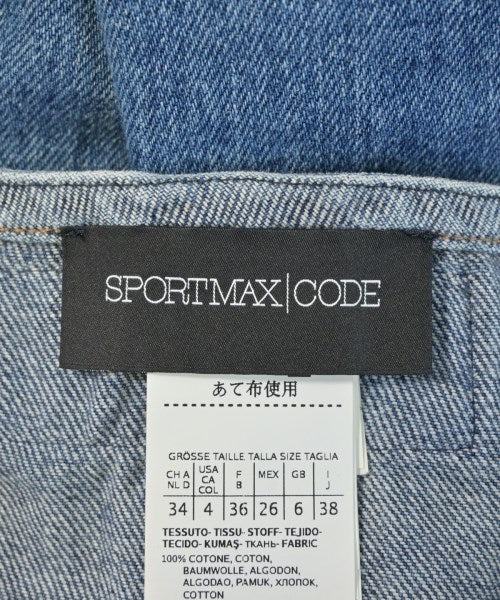 SPORTMAX|CODE
あて布使用
GRÖSSE TAILLE TALLA SIZE TAGLIA
CH A NL D USA CA COL F B MEX GB I J
34 4 36 26 6 38
TESSUTO- TISSU- STOFF- TEJIDO-
TECIDO- KUMAŞ- ТКАНЬ- FABRIC
100% COTONE, COTON,
BAUMWOLLE, ALGODON,
ALGODAO, PAMUK, ХЛОПОК,
COTTON